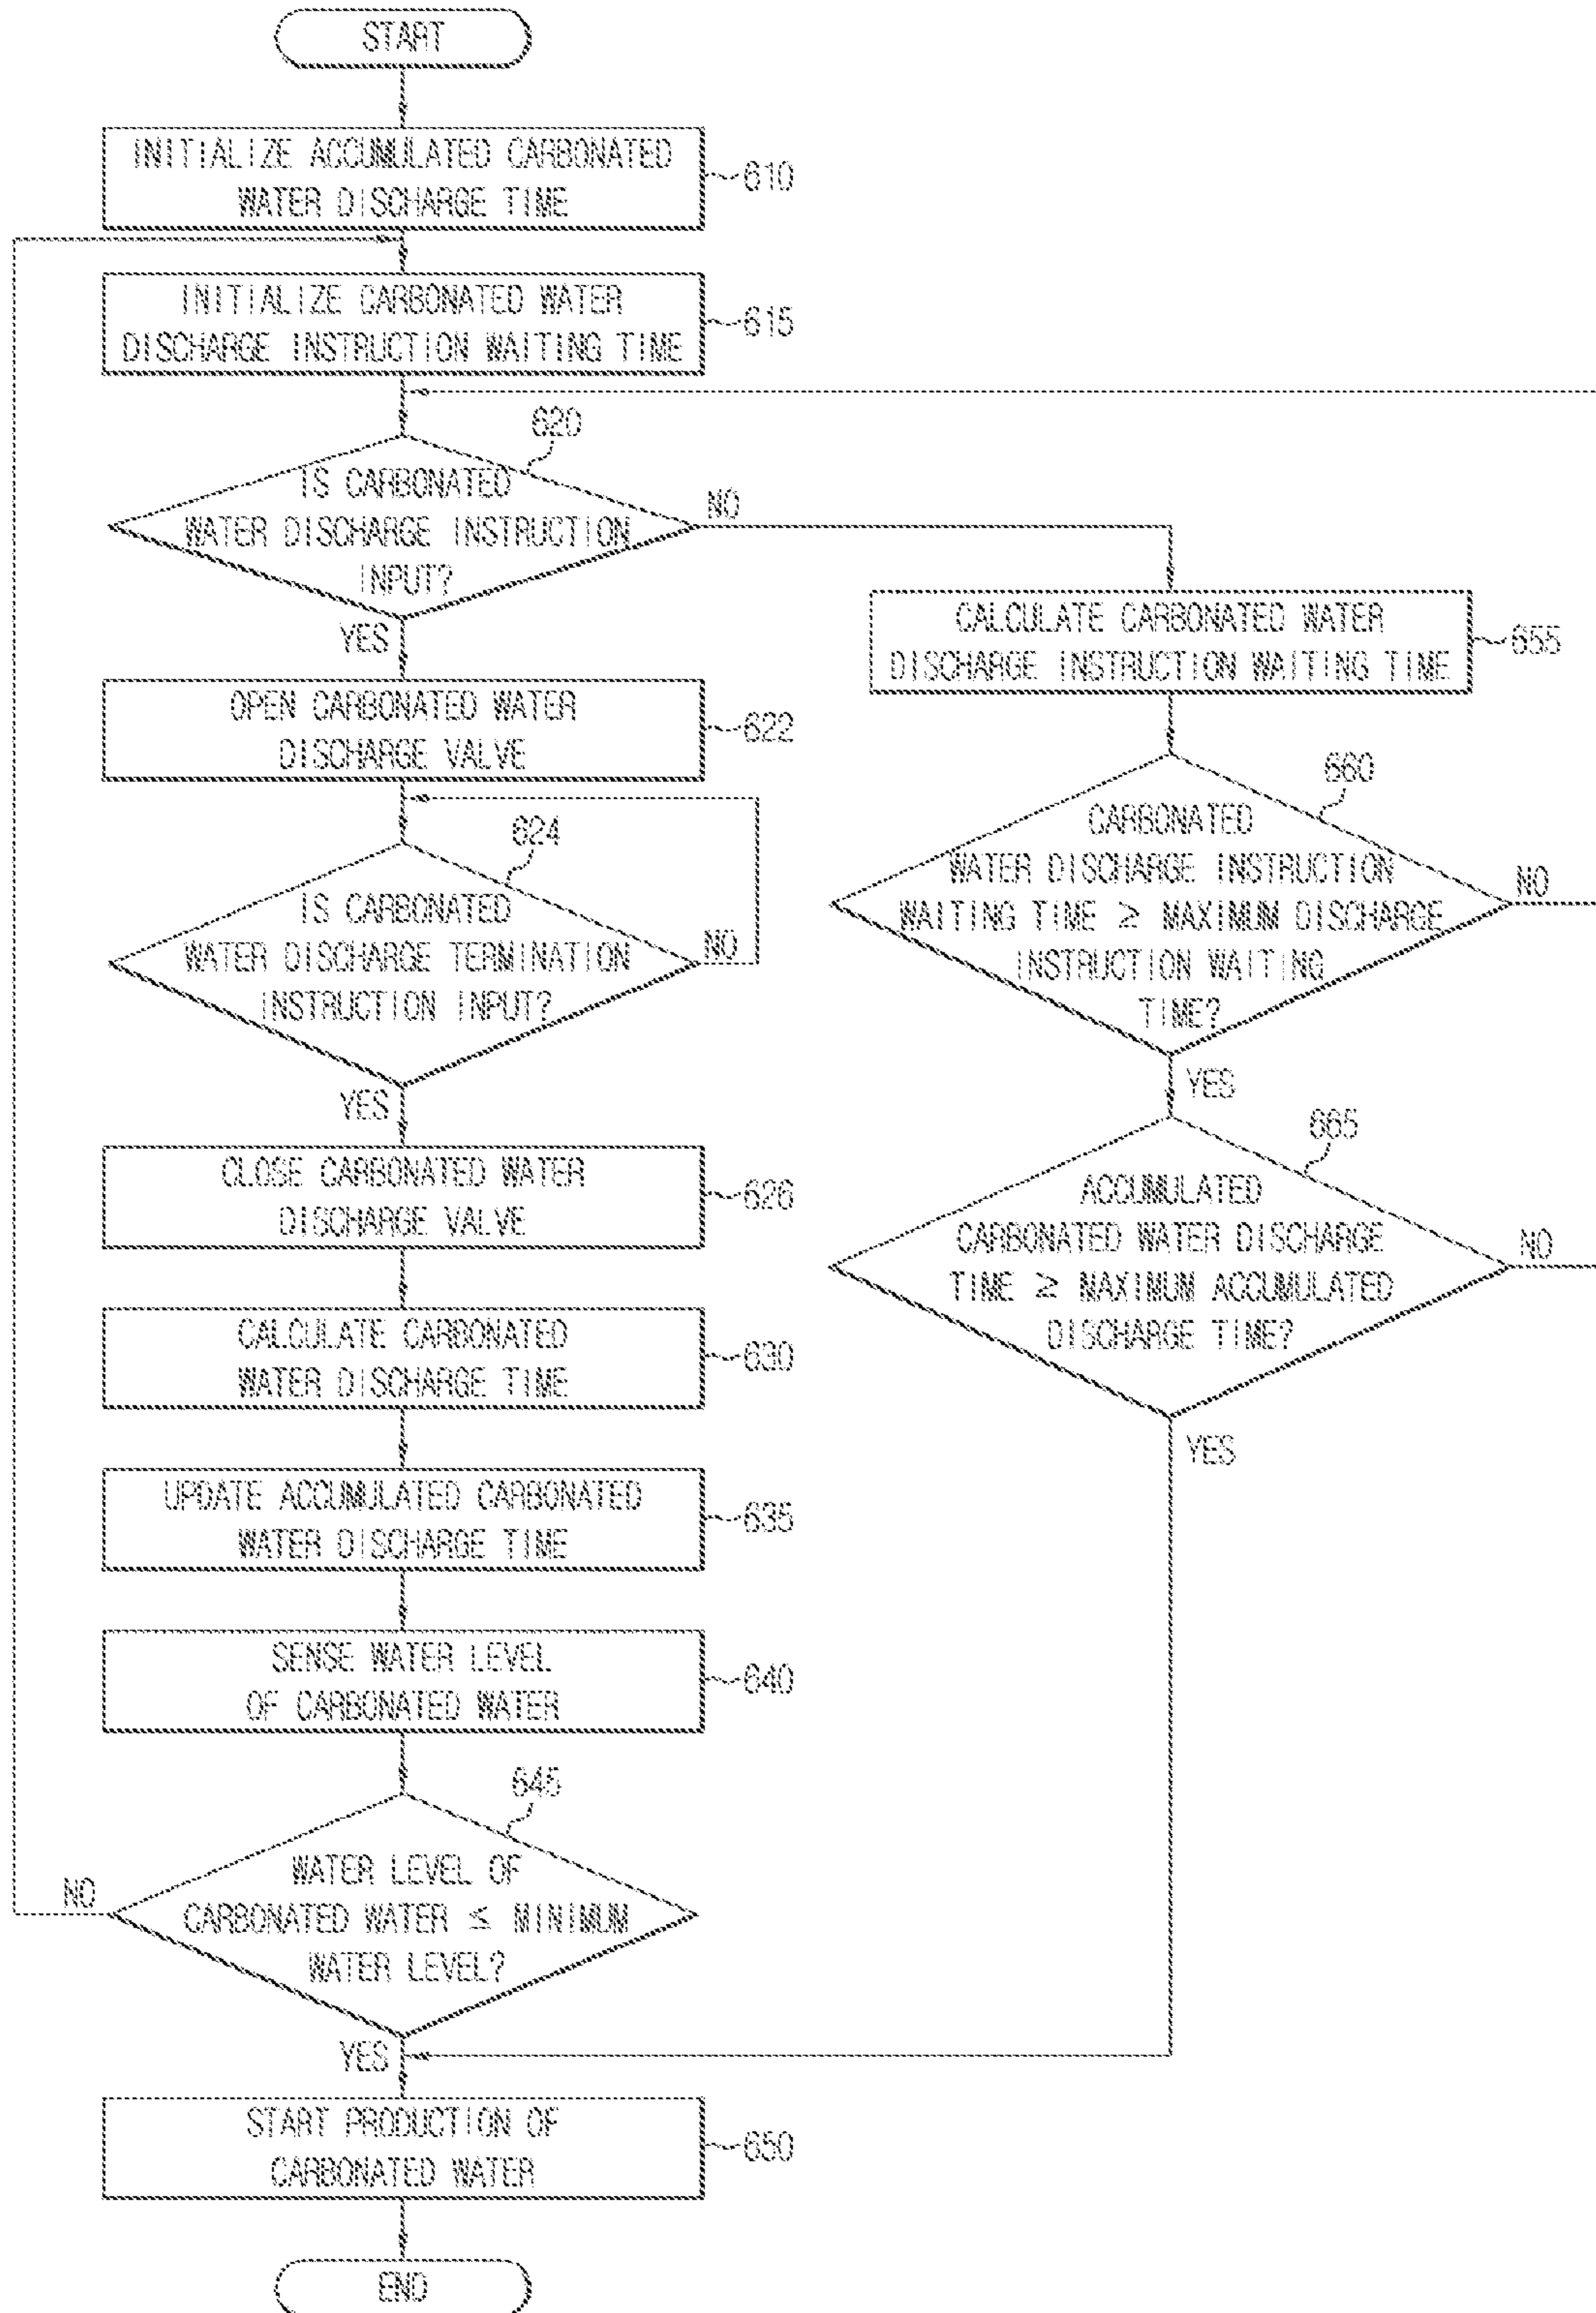 START
INITIALIZE ACCUMULATED CARBONATED
WATER DISCHARGE TIME
610
INITIALIZE CARBONATED WATER
DISCHARGE INSTRUCTION WAITING TIME
615
620
IS CARBONATED
WATER DISCHARGE INSTRUCTION
INPUT?
NO
YES
CALCULATE CARBONATED WATER
DISCHARGE INSTRUCTION WAITING TIME
655
OPEN CARBONATED WATER
DISCHARGE VALVE
622
660
CARBONATED
WATER DISCHARGE INSTRUCTION
WAITING TIME ≥ MAXIMUM DISCHARGE
INSTRUCTION WAITING
TIME?
NO
YES
624
IS CARBONATED
WATER DISCHARGE TERMINATION
INSTRUCTION INPUT?
NO
YES
665
ACCUMULATED
CARBONATED WATER DISCHARGE
TIME ≥ MAXIMUM ACCUMULATED
DISCHARGE TIME?
NO
YES
CLOSE CARBONATED WATER
DISCHARGE VALVE
626
CALCULATE CARBONATED
WATER DISCHARGE TIME
630
UPDATE ACCUMULATED CARBONATED
WATER DISCHARGE TIME
635
SENSE WATER LEVEL
OF CARBONATED WATER
640
645
WATER LEVEL OF
CARBONATED WATER ≤ MINIMUM
WATER LEVEL?
NO
YES
START PRODUCTION OF
CARBONATED WATER
650
END